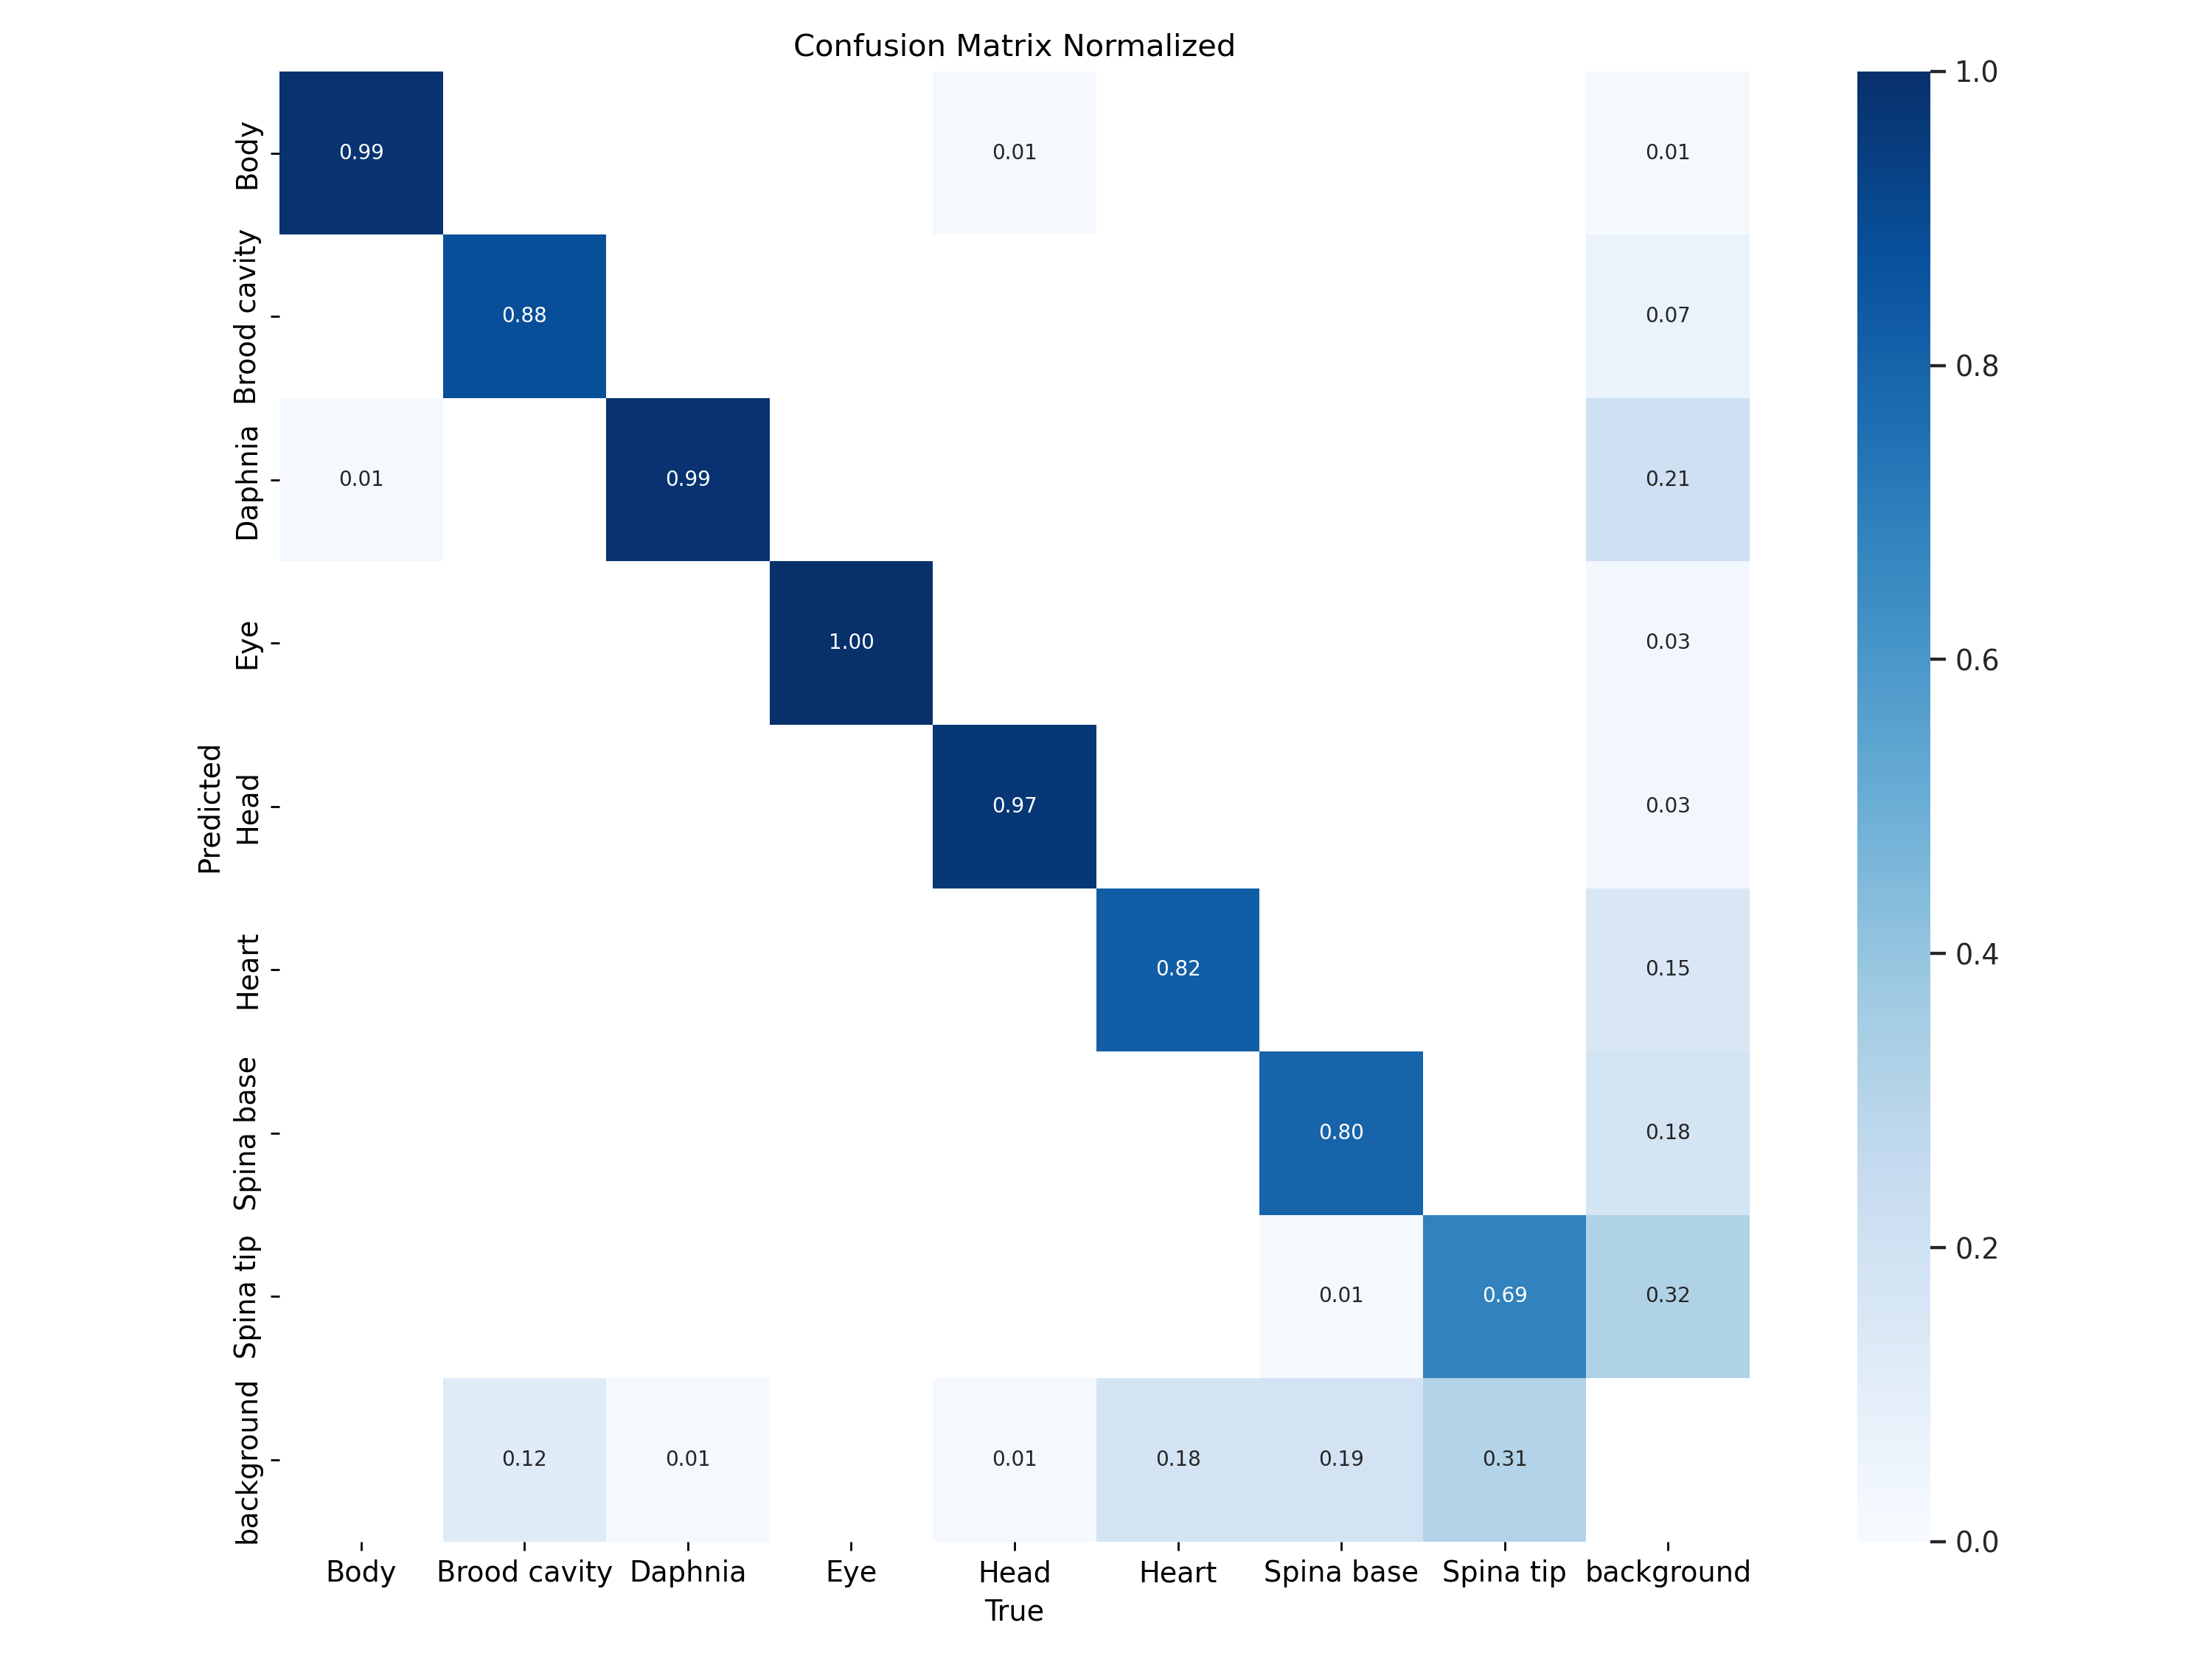 Confusion Matrix Normalized
Predicted
Body
0.99
0.01
0.01
Brood cavity
0.88
0.07
Daphnia
0.01
0.99
0.21
Eye
1.00
0.03
Head
0.97
0.03
Heart
0.82
0.15
Spina base
0.80
0.18
Spina tip
0.01
0.69
0.32
background
0.12
0.01
0.01
0.18
0.19
0.31
Body Brood cavity Daphnia Eye Head Heart Spina base Spina tip background
True
1.0
0.8
0.6
0.4
0.2
0.0